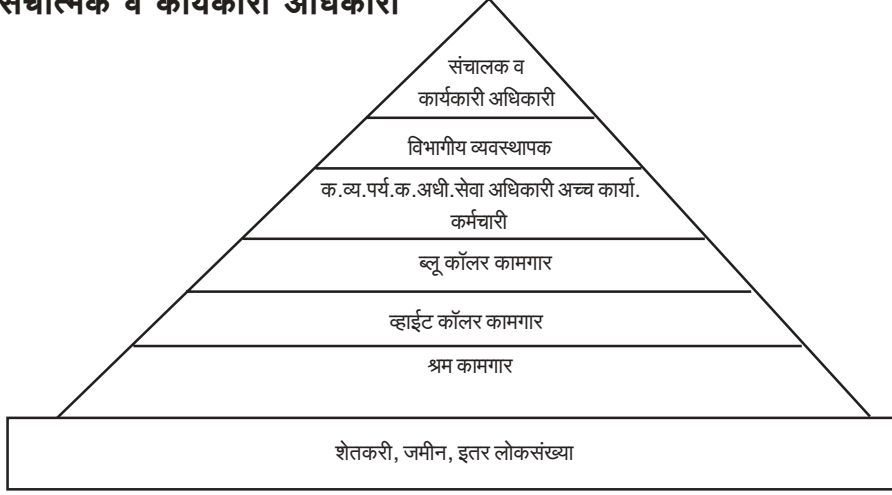 संचालक व
कार्यकारी अधिकारी
विभागीय व्यवस्थापक
क.व्य.पर्य.क.अधी.सेवा अधिकारी अच्च कार्या.
कर्मचारी
ब्लू कॉलर कामगार
व्हाईट कॉलर कामगार
श्रम कामगार
शेतकरी, जमीन, इतर लोकसंख्या